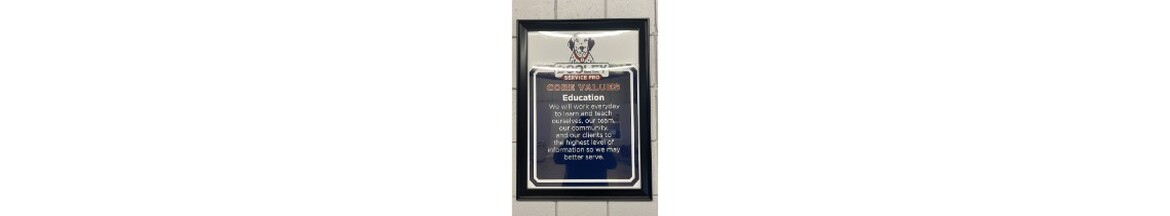 DOOLEY
SERVICE PRO
CORE VALUES
Education
We will work everyday
to learn and teach
ourselves, our team,
our community,
and our clients to
the highest level of
information so we may
better serve.